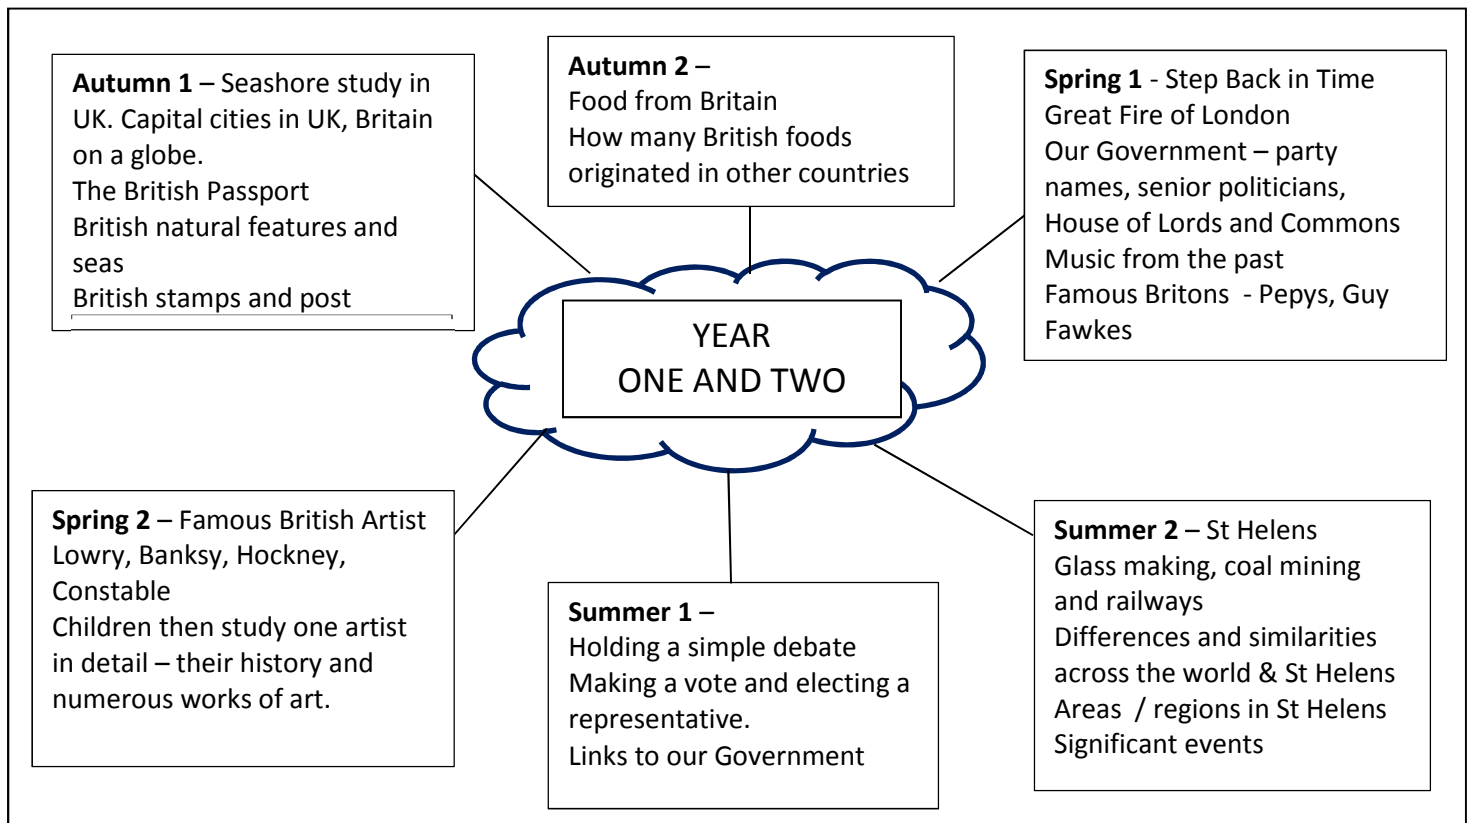 Autumn 1 – Seashore study in
UK. Capital cities in UK, Britain
on a globe.
The British Passport
British natural features and
seas
British stamps and post
Autumn 2 –
Food from Britain
How many British foods
originated in other countries
Spring 1 - Step Back in Time
Great Fire of London
Our Government – party
names, senior politicians,
House of Lords and Commons
Music from the past
Famous Britons  - Pepys, Guy
Fawkes
YEAR
ONE AND TWO
Spring 2 – Famous British Artist
Lowry, Banksy, Hockney,
Constable
Children then study one artist
in detail – their history and
numerous works of art.
Summer 1 –
Holding a simple debate
Making a vote and electing a
representative.
Links to our Government
Summer 2 – St Helens
Glass making, coal mining
and railways
Differences and similarities
across the world & St Helens
Areas  / regions in St Helens
Significant events